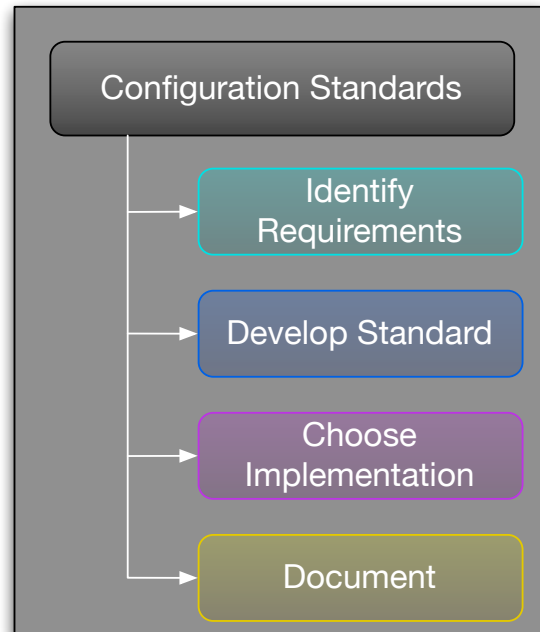 Configuration Standards
Identify
Requirements
Develop Standard
Choose
Implementation
Document